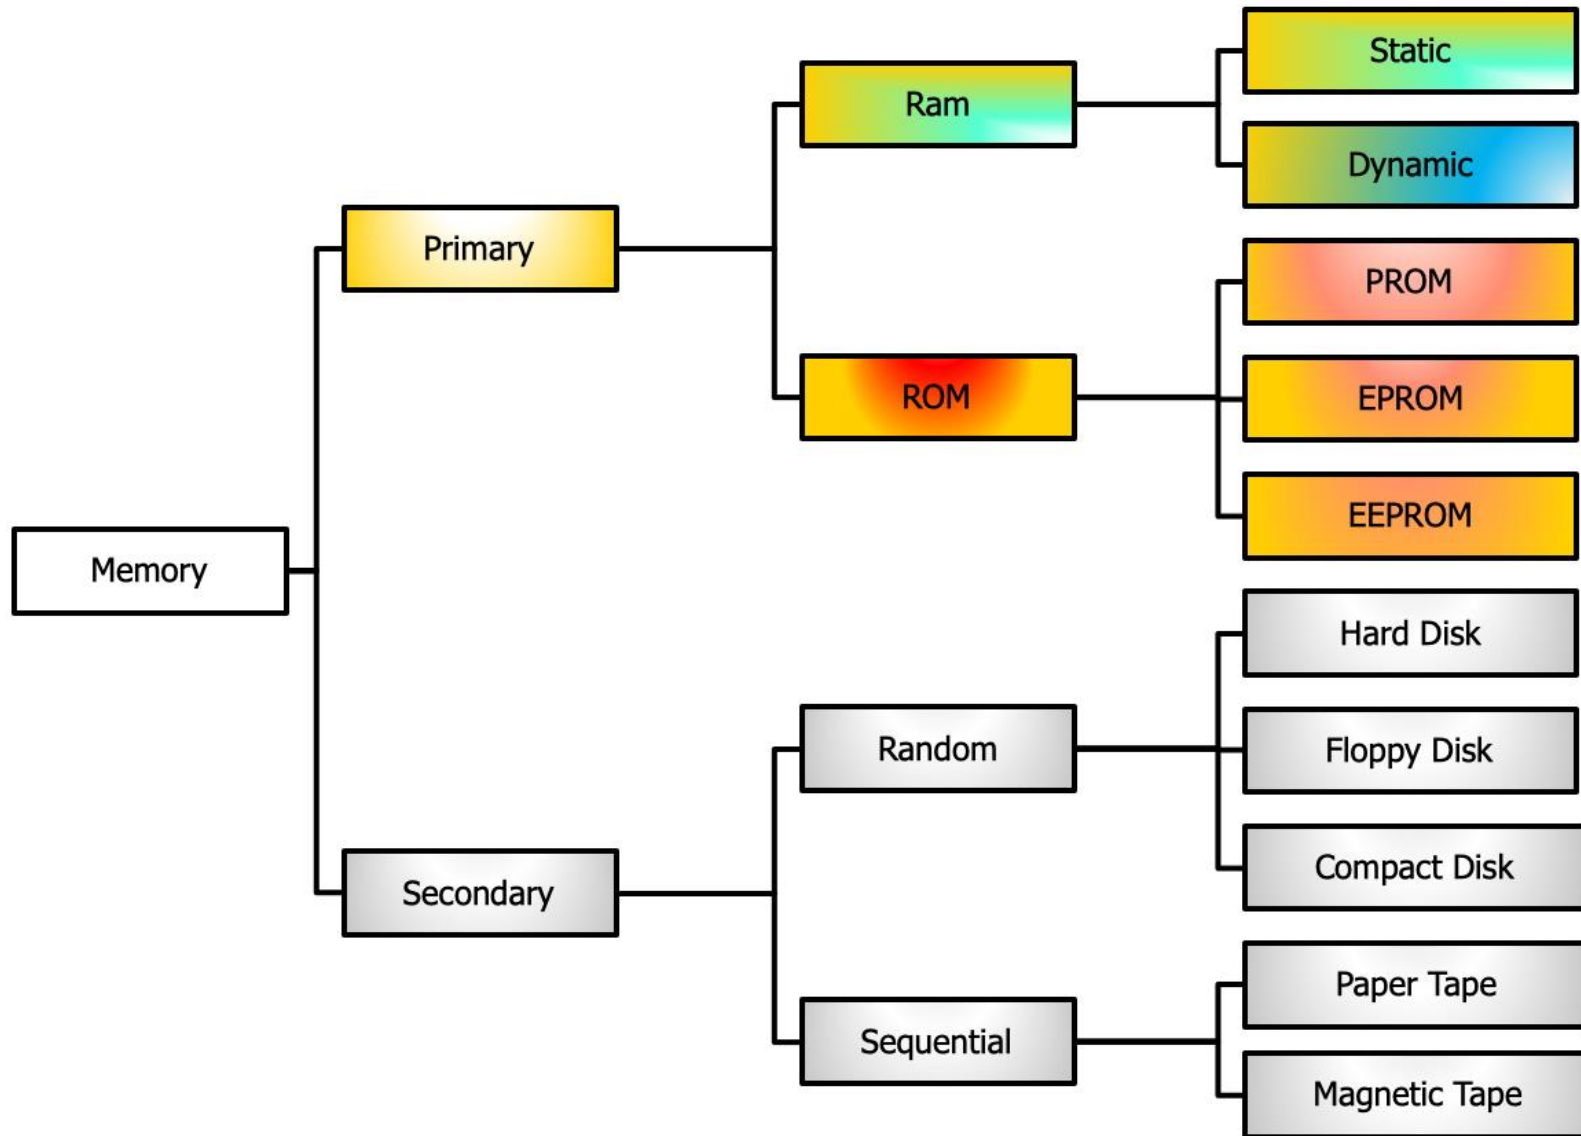 Memory
Primary
Ram
Static
Dynamic
ROM
PROM
EPROM
EEPROM
Secondary
Random
Hard Disk
Floppy Disk
Compact Disk
Sequential
Paper Tape
Magnetic Tape